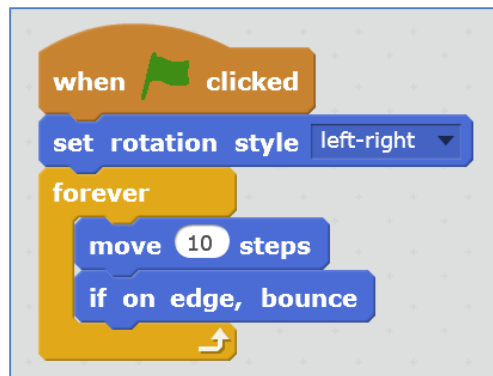 when clicked
set rotation style left-right
forever
move 10 steps
if on edge, bounce